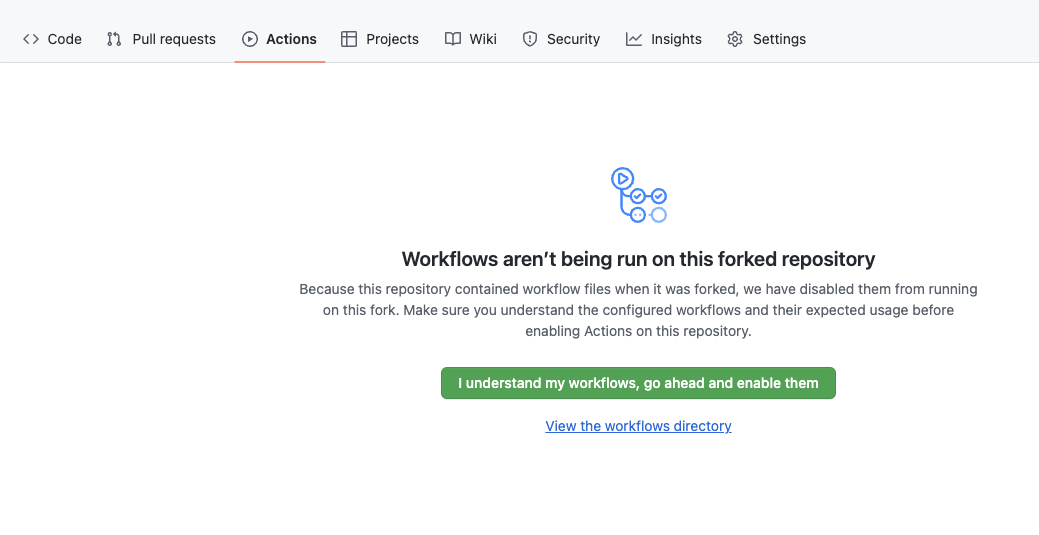 Code Pull requests Actions Projects Wiki Security Insights Settings
Workflows aren’t being run on this forked repository
Because this repository contained workflow files when it was forked, we have disabled them from running
on this fork. Make sure you understand the configured workflows and their expected usage before
enabling Actions on this repository.
I understand my workflows, go ahead and enable them
View the workflows directory